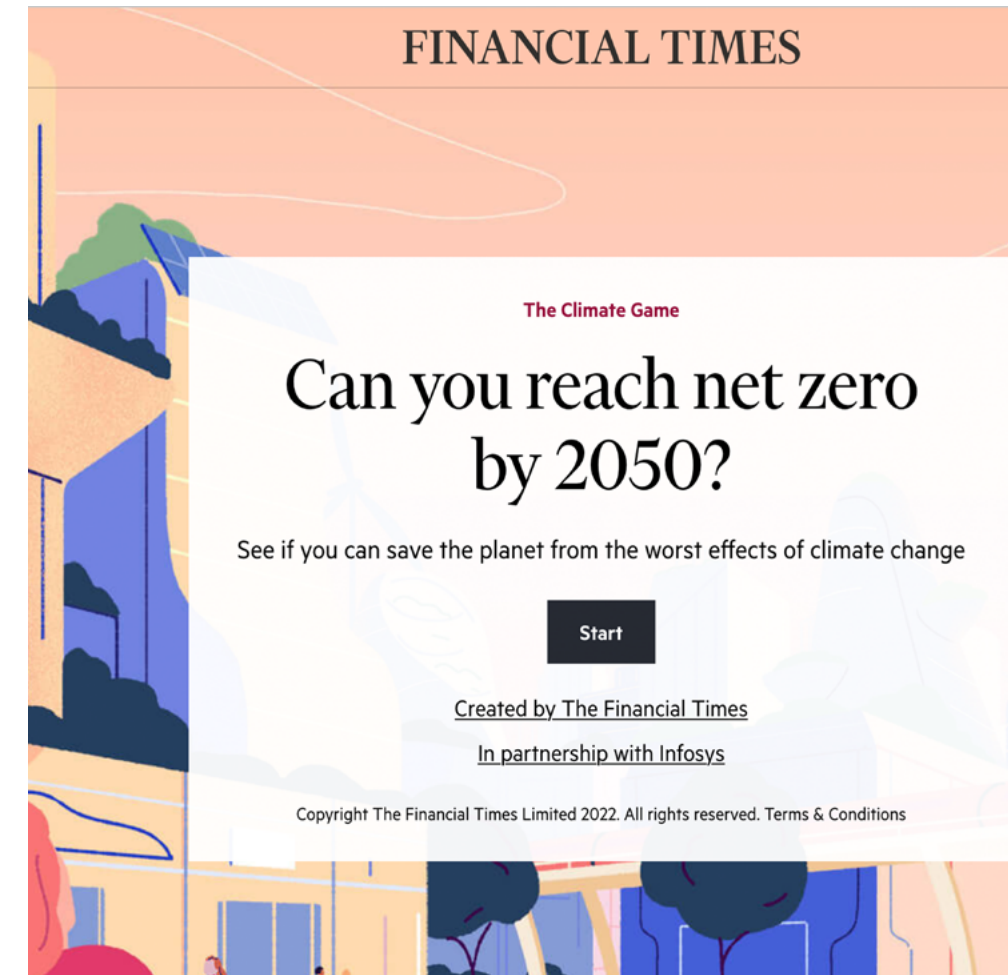 FINANCIAL TIMES
The Climate Game
Can you reach net zero
by 2050?
See if you can save the planet from the worst effects of climate change
Start
Created by The Financial Times
In partnership with Infosys
Copyright The Financial Times Limited 2022. All rights reserved. Terms & Conditions